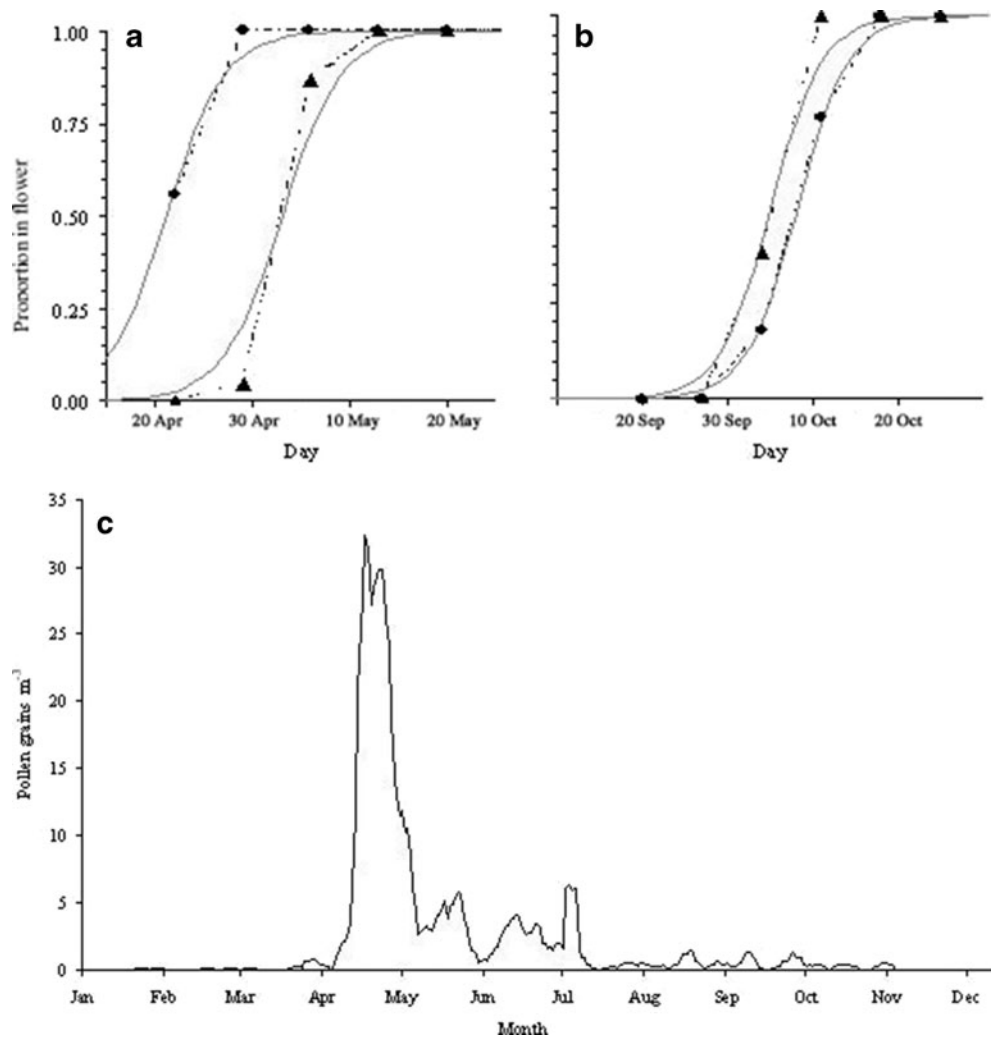 a
b
1.00
0.75
0.50
0.25
0.00
Proportion in flower
20 Apr 30 Apr 10 May 20 May
Day
20 Sep 30 Sep 10 Oct 20 Oct
Day
c
35
30
25
20
15
10
5
0
Pollen grains m-3
Jan Feb Mar Apr May Jun Jul Aug Sep Oct Nov Dec
Month